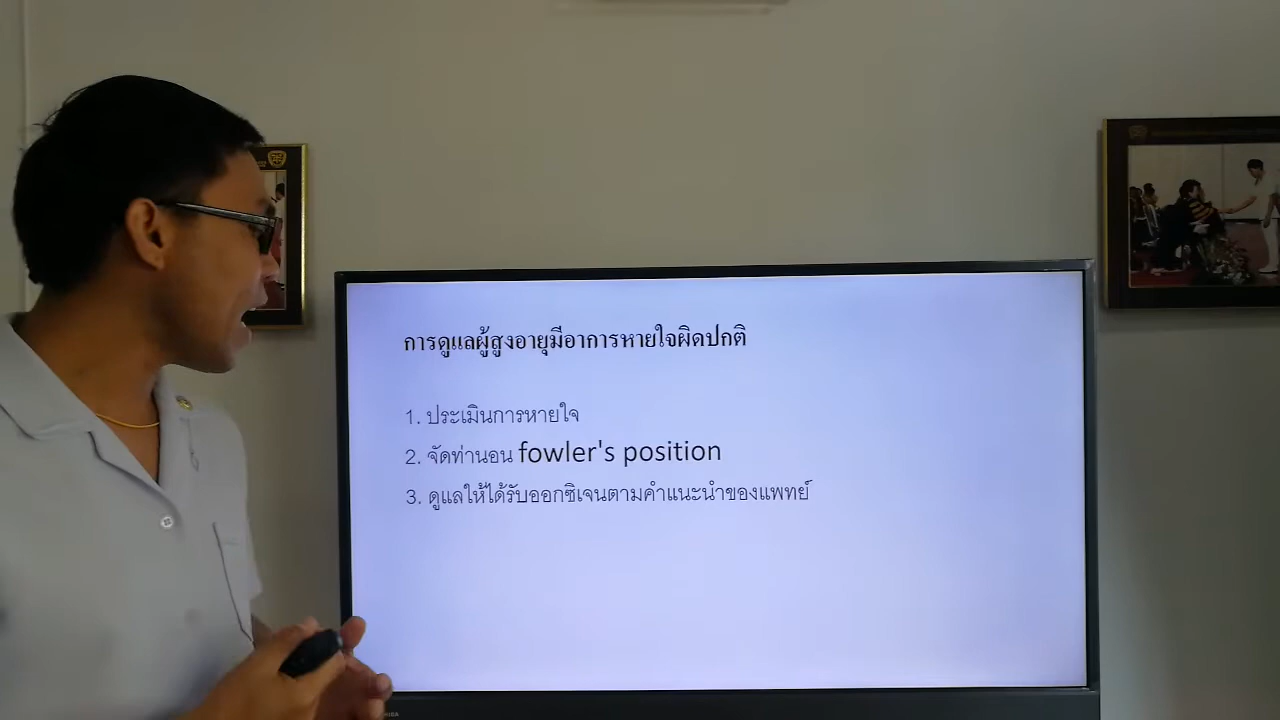 การดูแลผู้สูงอายุมีอาการหายใจผิดปกติ
1. ประเมินการหายใจ
2. จัดท่านอน fowler's position
3. ดูแลให้ได้รับออกซิเจนตามคำแนะนำของแพทย์